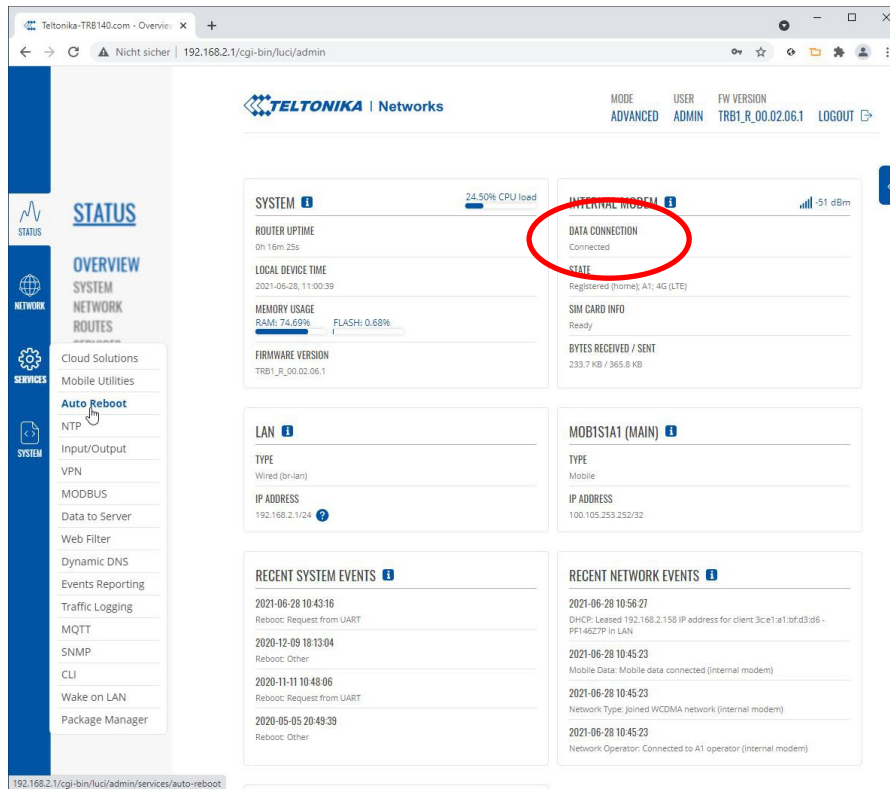 Teltonika-TRB140.com - Overvie
Nicht sicher | 192.168.2.1/cgi-bin/luci/admin
TELTONIKA | Networks
MODE
ADVANCED
USER
ADMIN
FW VERSION
TRB1_R_00.02.06.1
LOGOUT
STATUS
NETWORK
SERVICES
SYSTEM
STATUS
OVERVIEW
SYSTEM
NETWORK
ROUTES
Cloud Solutions
Mobile Utilities
Auto Reboot
NTP
Input/Output
VPN
MODBUS
Data to Server
Web Filter
Dynamic DNS
Events Reporting
Traffic Logging
MQTT
SNMP
CLI
Wake on LAN
Package Manager
SYSTEM
24.50% CPU load
ROUTER UPTIME
0h 16m 25s
LOCAL DEVICE TIME
2021-06-28, 11:00:39
MEMORY USAGE
RAM: 74.69% FLASH: 0.68%
FIRMWARE VERSION
TRB1_R_00.02.06.1
INTERNAL MODEM
-51 dBm
DATA CONNECTION
Connected
STATE
Registered (home); A1; 4G (LTE)
SIM CARD INFO
Ready
BYTES RECEIVED / SENT
233.7 KB / 365.8 KB
LAN
TYPE
Wired (br-lan)
IP ADDRESS
192.168.2.1/24
MOB1S1A1 (MAIN)
TYPE
Mobile
IP ADDRESS
100.105.253.252/32
RECENT SYSTEM EVENTS
2021-06-28 10:43:16
Reboot: Request from UART
2020-12-09 18:13:04
Reboot: Other
2020-11-11 10:48:06
Reboot: Request from UART
2020-05-05 20:49:39
Reboot: Other
RECENT NETWORK EVENTS
2021-06-28 10:56:27
DHCP: Leased 192.168.2.158 IP address for client 3c:e1:a1:bf:d3:d6 -
PF146Z7P in LAN
2021-06-28 10:45:23
Mobile Data: Mobile data connected (internal modem)
2021-06-28 10:45:23
Network Type: Joined WCDMA network (internal modem)
2021-06-28 10:45:23
Network Operator: Connected to A1 operator (internal modem)
192.168.2.1/cgi-bin/luci/admin/services/auto-reboot